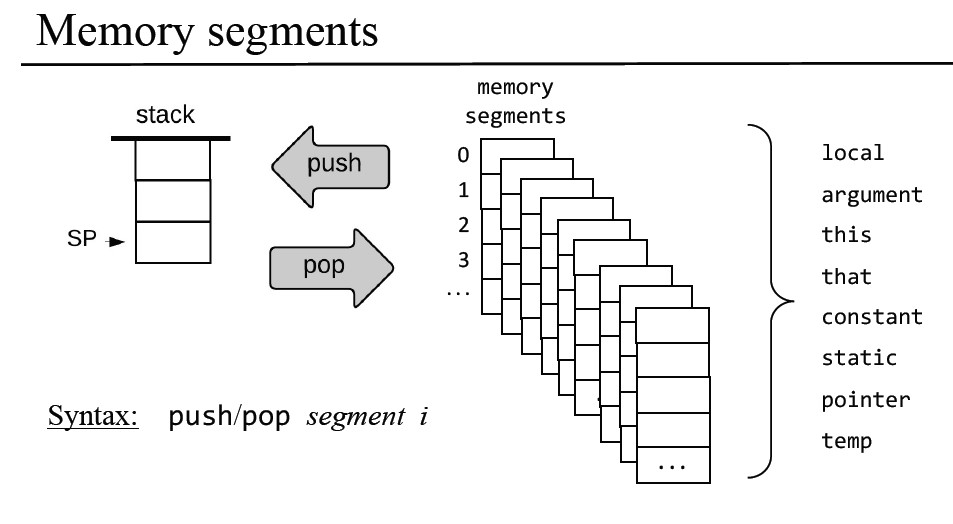 Memory segments
stack
SP
push
pop
memory
segments
0
1
2
3
...
...
local
argument
this
that
constant
static
pointer
temp
Syntax: push/pop segment i